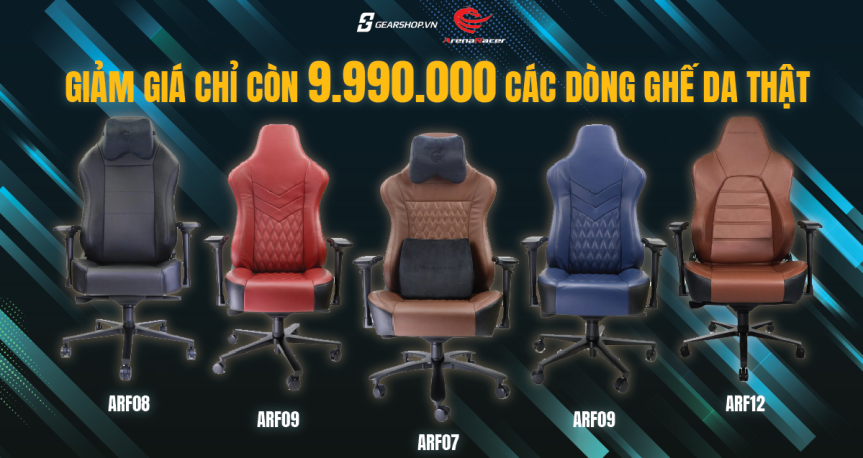 GEARSHOP.VN
ArenaRacer
GIẢM GIÁ CHỈ CÒN 9.990.000 CÁC DÒNG GHẾ DA THẬT
ARF08
ARF09
ARF07
ARF09
ARF12